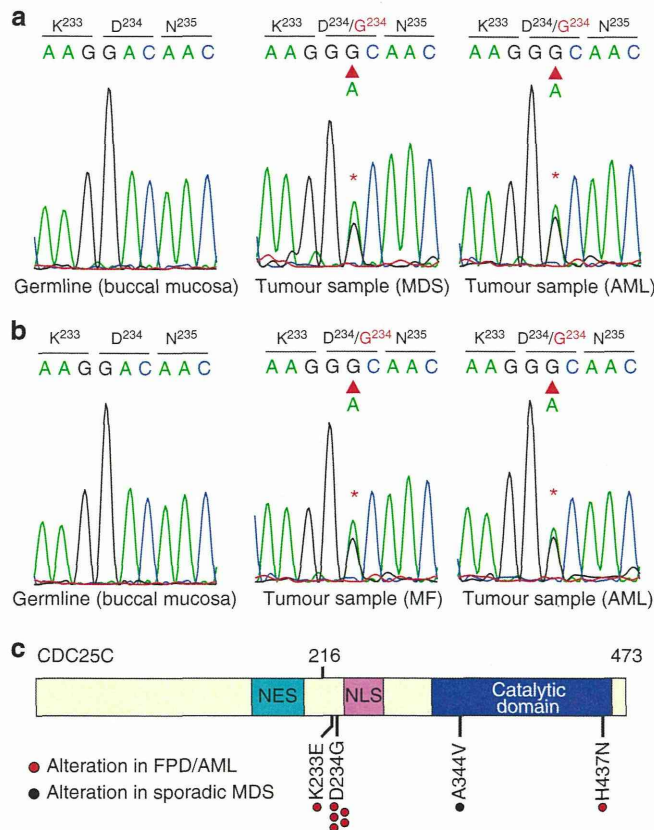 a
K233 D234 N235
A A G G A C A A C
Germline (buccal mucosa)
K233 D234/G234 N235
A A G G G C A A C
A
*
Tumour sample (MDS)
K233 D234/G234 N235
A A G G G C A A C
A
*
Tumour sample (AML)
b
K233 D234 N235
A A G G A C A A C
Germline (buccal mucosa)
K233 D234/G234 N235
A A G G G C A A C
A
*
Tumour sample (MF)
K233 D234/G234 N235
A A G G G C A A C
A
*
Tumour sample (AML)
c
CDC25C 216 473
NES NLS Catalytic
domain
Alteration in FPD/AML
Alteration in sporadic MDS
K233E
D234G
A344V
H437N